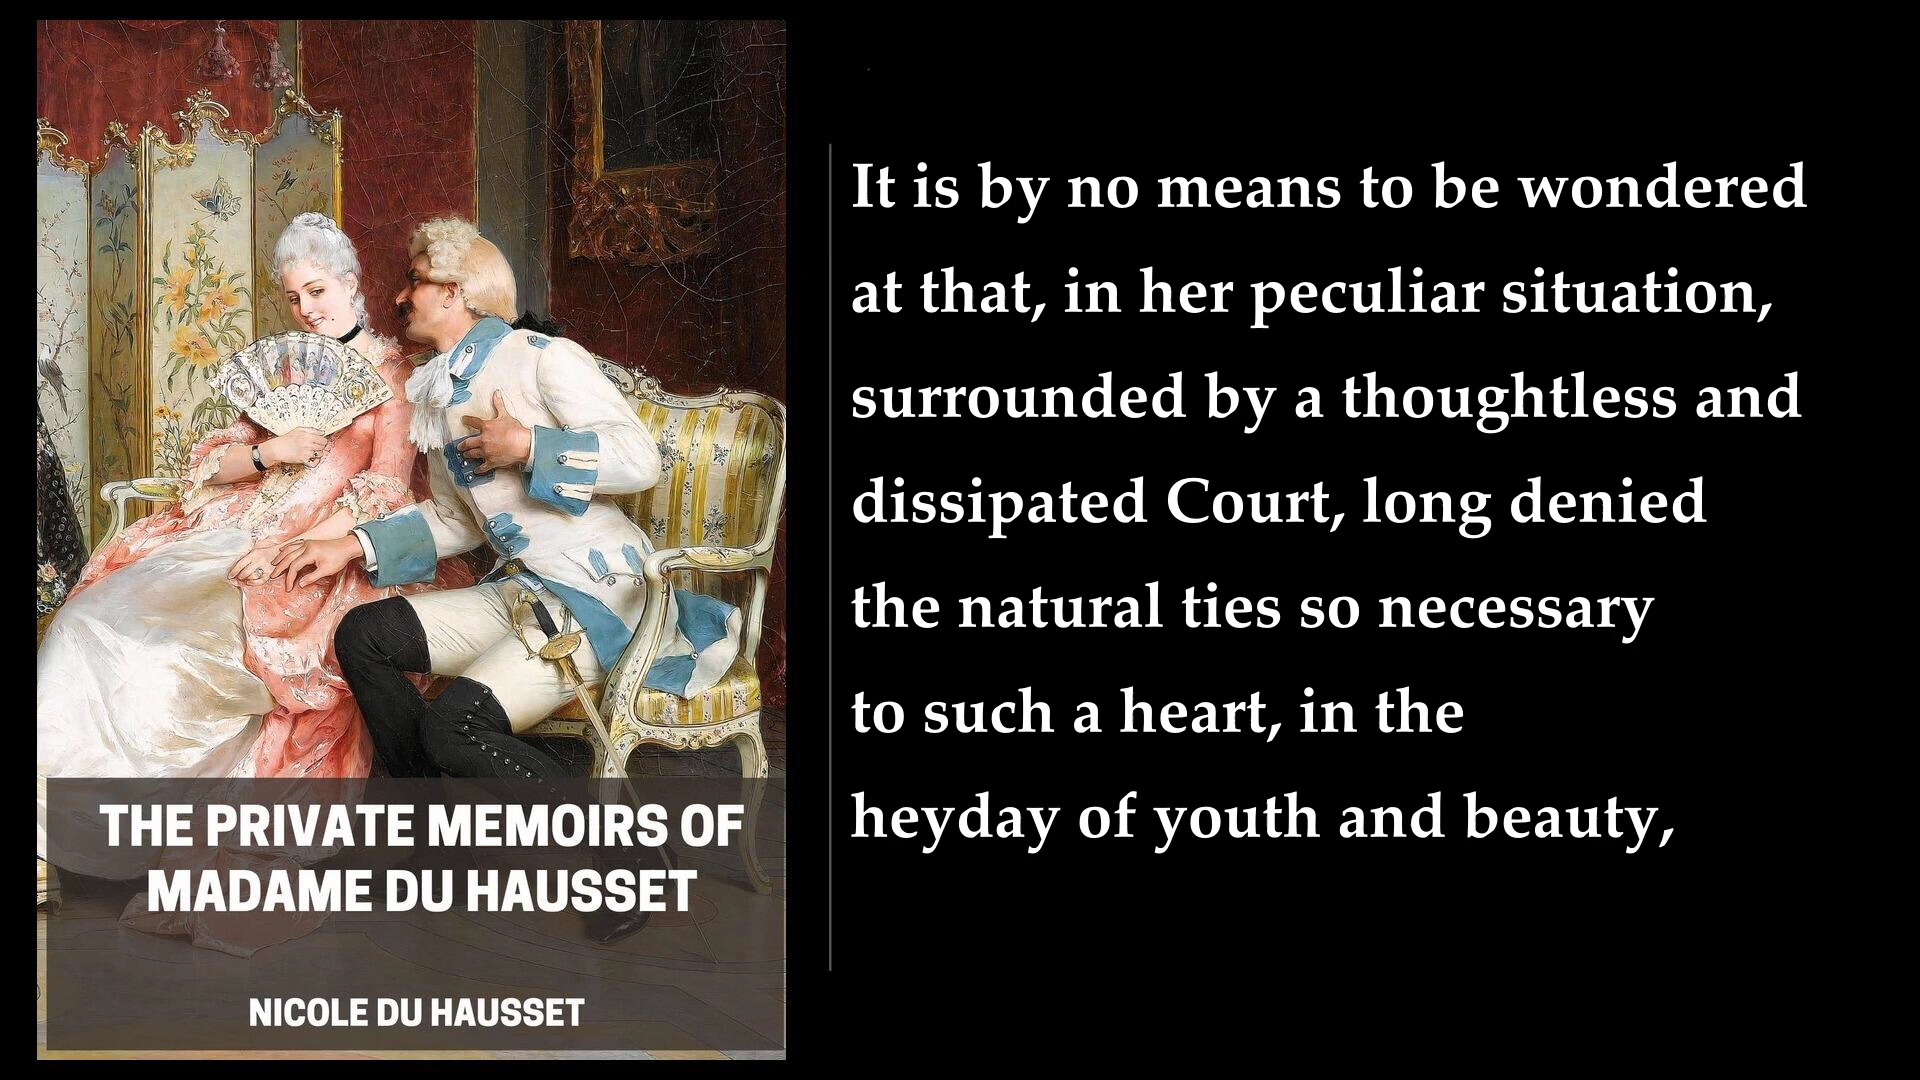 THE PRIVATE MEMOIRS OF
MADAME DU HAUSSET
NICOLE DU HAUSSET
It is by no means to be wondered
at that, in her peculiar situation,
surrounded by a thoughtless and
dissipated Court, long denied
the natural ties so necessary
to such a heart, in the
heyday of youth and beauty,